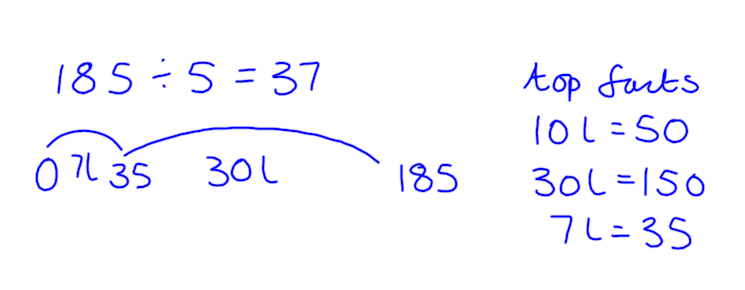 185 ÷ 5 = 37
0 7L 35 30L 185
top facts
10L = 50
30L = 150
7L = 35